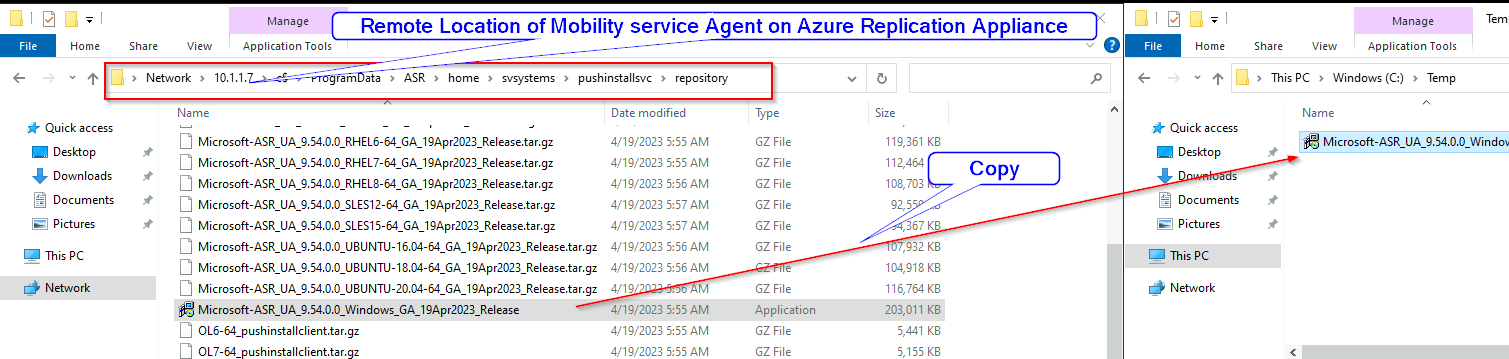 Manage
Remote Location of Mobility service Agent on Azure Replication Appliance
Manage
File
Home
Share
View
Application Tools
File
Home
Share
View
Application Tools
Network > 10.1.1.7 > c$ > ProgramData > ASR > home > svsystems > pushinstallsvc > repository
This PC > Windows (C:) > Temp
Name
Date modified
Type
Size
Name
Quick access
Desktop
Downloads
Documents
Pictures
This PC
Network
Microsoft-ASR_UA_9.54.0.0_RHEL6-64_GA_19Apr2023_Release.tar.gz 4/19/2023 5:55 AM GZ File 119,361 KB
Microsoft-ASR_UA_9.54.0.0_RHEL7-64_GA_19Apr2023_Release.tar.gz 4/19/2023 5:55 AM GZ File 112,464
Microsoft-ASR_UA_9.54.0.0_RHEL8-64_GA_19Apr2023_Release.tar.gz 4/19/2023 5:56 AM GZ File 108,703 KB
Microsoft-ASR_UA_9.54.0.0_SLES12-64_GA_19Apr2023_Release.tar.gz 4/19/2023 5:55 AM GZ File KB
Microsoft-ASR_UA_9.54.0.0_SLES15-64_GA_19Apr2023_Release.tar.gz 4/19/2023 5:55 AM GZ File KB
Microsoft-ASR_UA_9.54.0.0_UBUNTU-16.04-64_GA_19Apr2023_Release.tar.gz 4/19/2023 5:56 AM GZ File 107,932 KB
Microsoft-ASR_UA_9.54.0.0_UBUNTU-18.04-64_GA_19Apr2023_Release.tar.gz 4/19/2023 5:56 AM GZ File 104,918 KB
Microsoft-ASR_UA_9.54.0.0_UBUNTU-20.04-64_GA_19Apr2023_Release.tar.gz 4/19/2023 5:56 AM GZ File 116,764 KB
Microsoft-ASR_UA_9.54.0.0_Windows_GA_19Apr2023_Release 4/19/2023 5:55 AM Application 203,011 KB
OL6-64_pushinstallclient.tar.gz 4/19/2023 5:55 AM GZ File 5,441 KB
OL7-64_pushinstallclient.tar.gz 4/19/2023 5:55 AM GZ File 5,155 KB
Copy
Quick access
Desktop
Downloads
Documents
Pictures
This PC
Network
Microsoft-ASR_UA_9.54.0.0_Windo